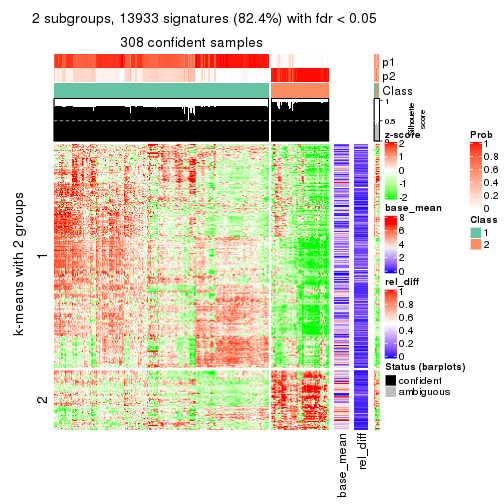 2 subgroups, 13933 signatures (82.4%) with fdr < 0.05
308 confident samples
p1
p2
Class
1
0.5
0
Silhouette
score
k-means with 2 groups
1
2
base_mean
rel_diff
z-score
2
1
0
-1
-2
base_mean
8
6
4
2
0
rel_diff
1
0.8
0.6
0.4
0.2
0
Status (barplots)
confident
ambiguous
Prob
1
0.8
0.6
0.4
0.2
0
Class
1
2